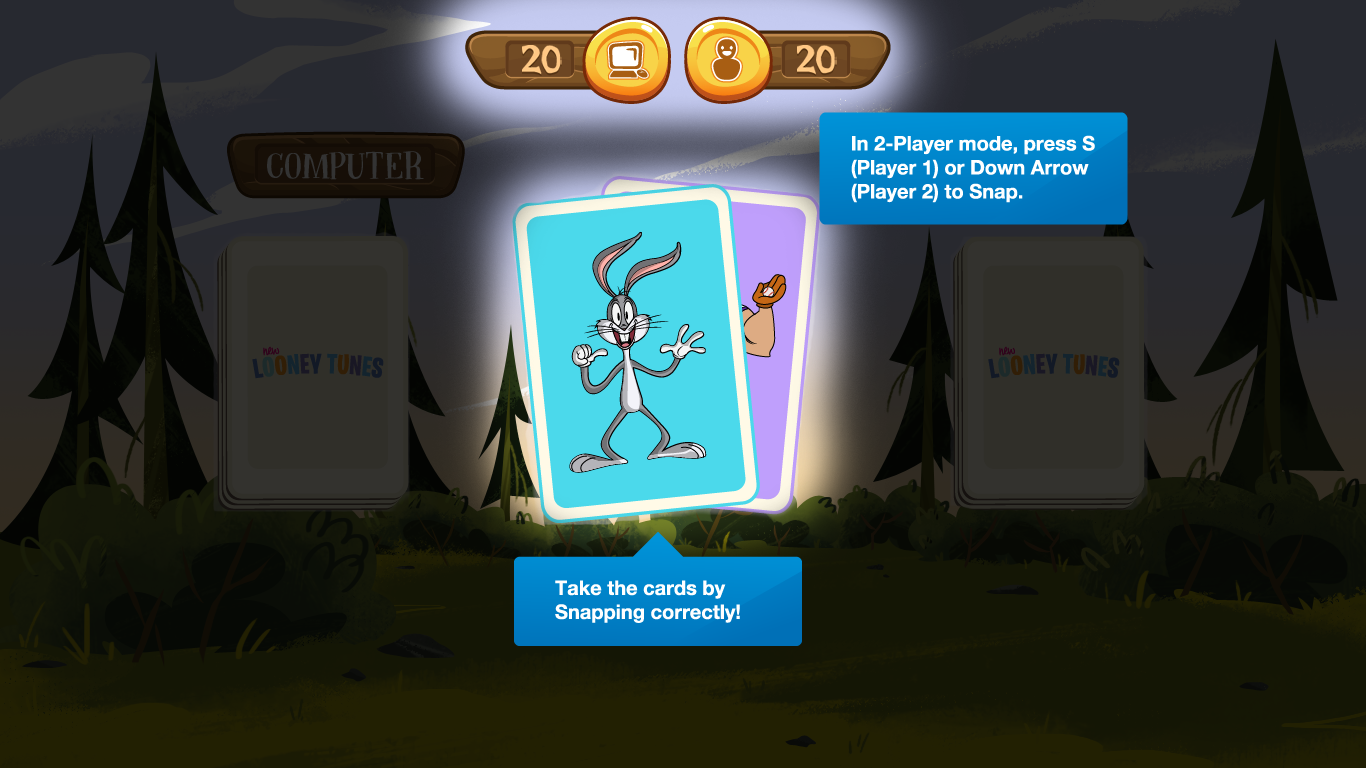 20
20
COMPUTER
In 2-Player mode, press S
(Player 1) or Down Arrow
(Player 2) to Snap.
new
LOONEY TUNES
new
LOONEY TUNES
Take the cards by
Snapping correctly!